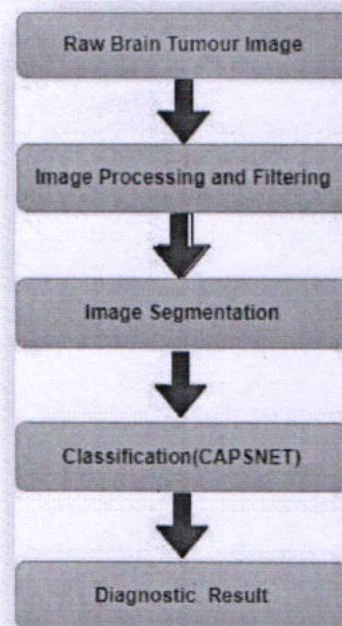 Raw Brain Tumour Image
Image Processing and Filtering
Image Segmentation
Classification(CAPSNET)
Diagnostic Result